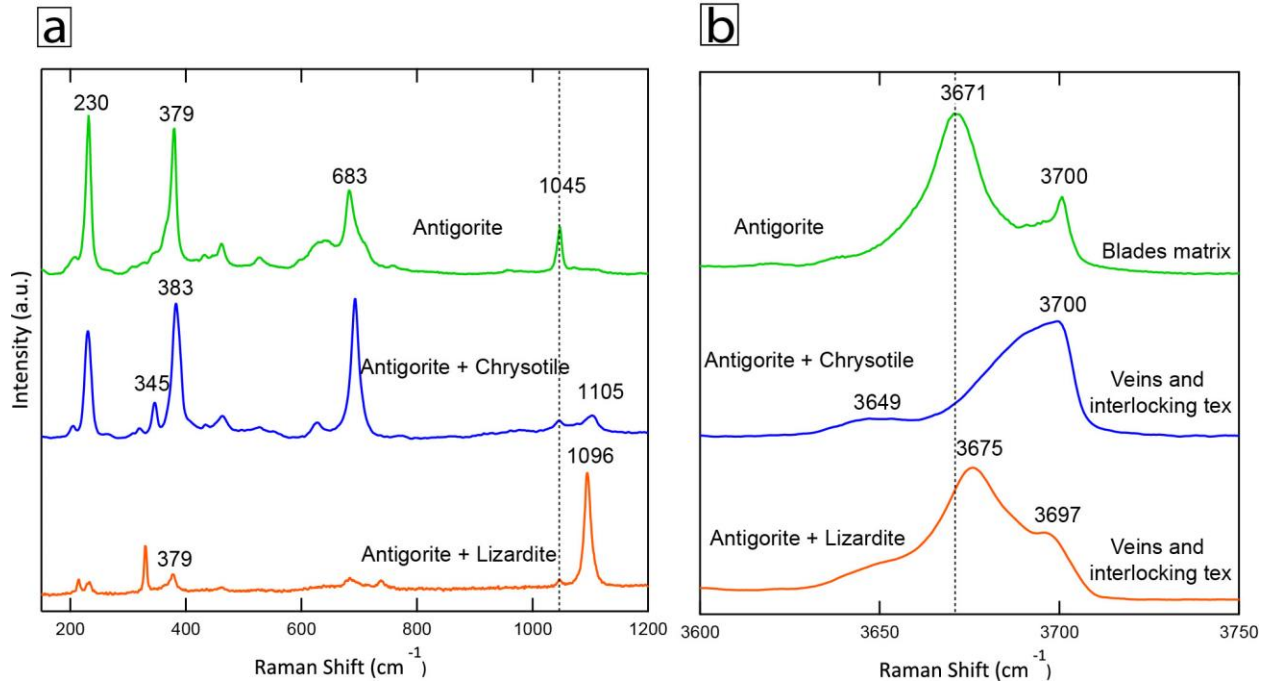 a
230
379
683
1045
Antigorite
383
345
Antigorite + Chrysotile
1105
1096
379
Antigorite + Lizardite
Intensity (a.u.)
200
400
600
800
1000
1200
Raman Shift (cm-1)
b
3671
3700
Antigorite
Blades matrix
3700
Antigorite + Chrysotile
3649
Veins and
interlocking tex
3675
3697
Antigorite + Lizardite
Veins and
interlocking tex
3600
3650
3700
3750
Raman Shift (cm-1)